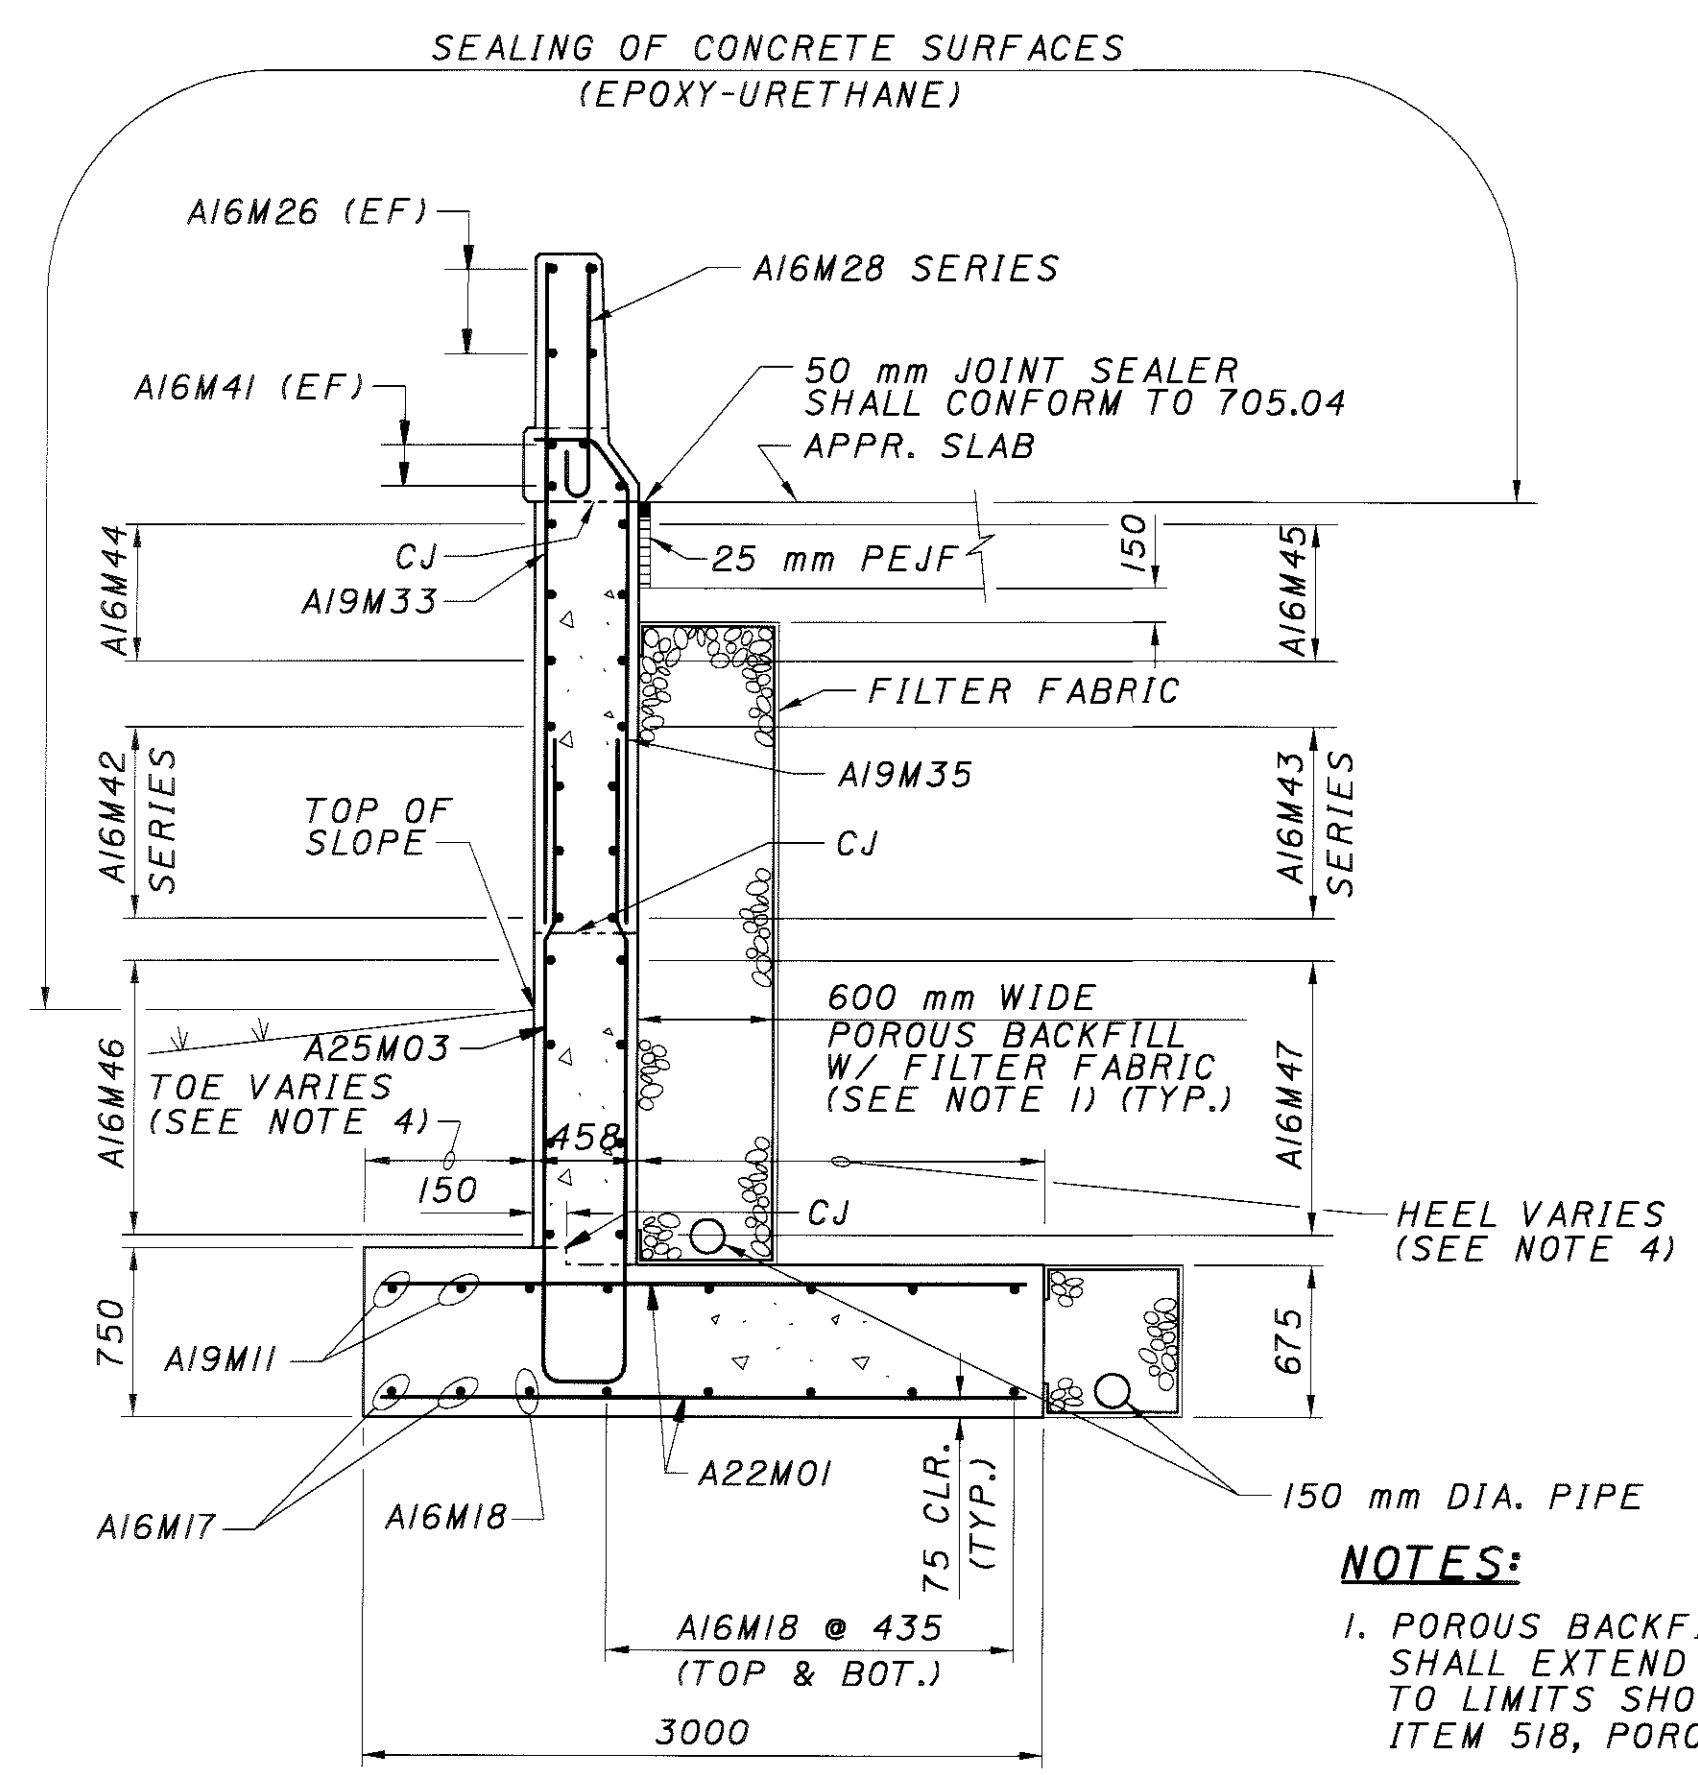 SEALING OF CONCRETE SURFACES
(EPOXY-URETHANE)
A16M26 (EF)
A16M28 SERIES
A16M41 (EF)
50 mm JOINT SEALER
SHALL CONFORM TO 705.04
APPR. SLAB
A16M44
CJ
A19M33
25 mm PEJF
150
A16M45
FILTER FABRIC
A16M42
SERIES
A19M35
A16M43
SERIES
TOP OF
SLOPE
CJ
A16M46
A25M03
TOE VARIES
(SEE NOTE 4)
600 mm WIDE
POROUS BACKFILL
W/ FILTER FABRIC
(SEE NOTE 1) (TYP.)
A16M47
458
150
CJ
HEEL VARIES
(SEE NOTE 4)
750
A19M11
675
A16M17
A16M18
A22M01
75 CLR.
(TYP.)
150 mm DIA. PIPE
A16M18 @ 435
(TOP & BOT.)
3000
NOTES:
1. POROUS BACKF
SHALL EXTEND
TO LIMITS SHO
ITEM 518, PORO